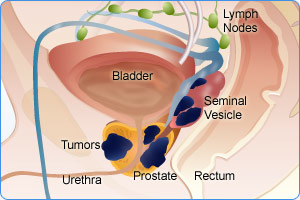 Lymph
Nodes
Bladder
Seminal
Vesicle
Tumors
Urethra
Prostate
Rectum